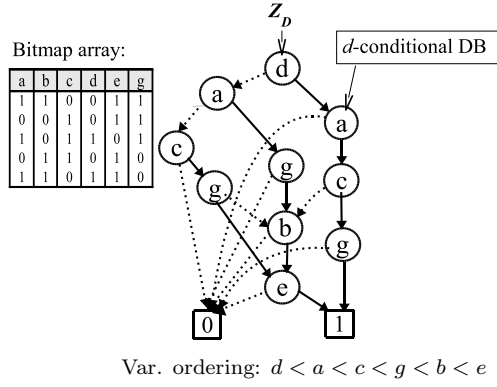 Z_D
Bitmap array:
d-conditional DB
d
a b c d e g
a
1 1 0 0 1 1
0 0 1 0 1 1
a
1 0 1 1 0 1
c
0 1 1 0 1 0
g
1 1 0 1 1 0
c
g
b
g
e
0
1
Var. ordering: d < a < c < g < b < e